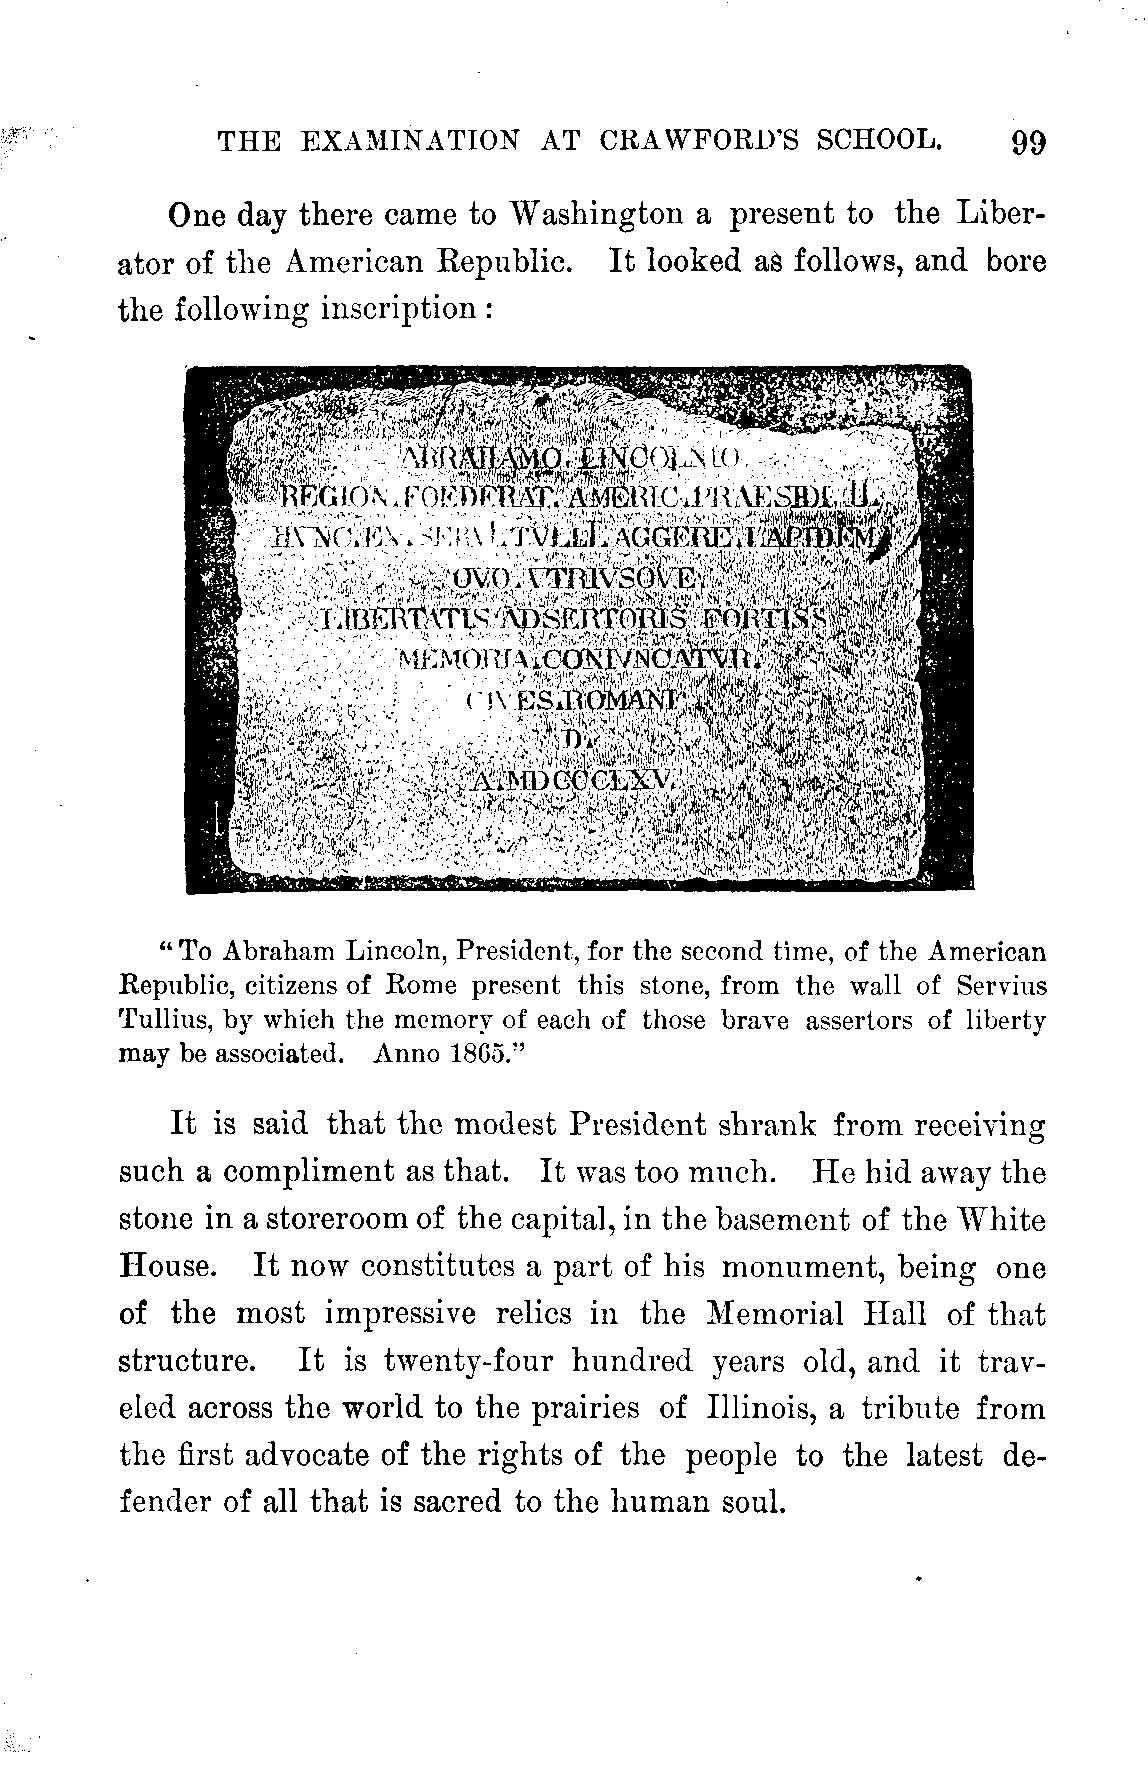 THE EXAMINATION AT CRAWFORD'S SCHOOL. 99
One day there came to Washington a present to the Liber-
ator of the American Republic. It looked as follows, and bore
the following inscription :
ABRAHAMO. LINCOLNIO.
REGION. FOEDERAT. AMERIC. PRAESIDI. II.
HVNC. EX. SERVI. TVLLI. AGGERE. LAPIDEM
QVO. VTRIVSQVE
LIBERTATIS ADSERTORIS FORTISS
MEMORIA. CONIVNGATVR.
CIVES. ROMANI
D.
A. MDCCCLXV.
“To Abraham Lincoln, President, for the second time, of the American
Republic, citizens of Rome present this stone, from the wall of Servius
Tullius, by which the memory of each of those brave assertors of liberty
may be associated. Anno 1865.”
It is said that the modest President shrank from receiving
such a compliment as that. It was too much. He hid away the
stone in a storeroom of the capital, in the basement of the White
House. It now constitutes a part of his monument, being one
of the most impressive relics in the Memorial Hall of that
structure. It is twenty-four hundred years old, and it trav-
eled across the world to the prairies of Illinois, a tribute from
the first advocate of the rights of the people to the latest de-
fender of all that is sacred to the human soul.